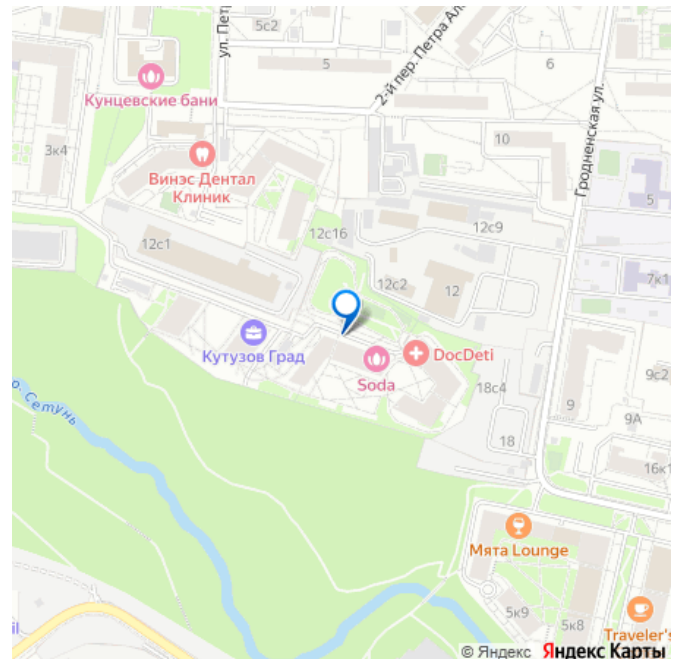 ул. Петр
5с2
5
2-й пер. Петра Ал
6
Кунцевские бани
10
Гродненская ул.
3к4
Винэс Дентал
Клиник
5
12с16
12с9
12с1
12с2
12
7к1
Кутузов Град
DocDeti
Soda
18с4
9с2
9
9А
р. Сетунь
18
16к1
Мята Lounge
5к9
5к8
Traveler's
il
© Яндекс Яндекс Карты